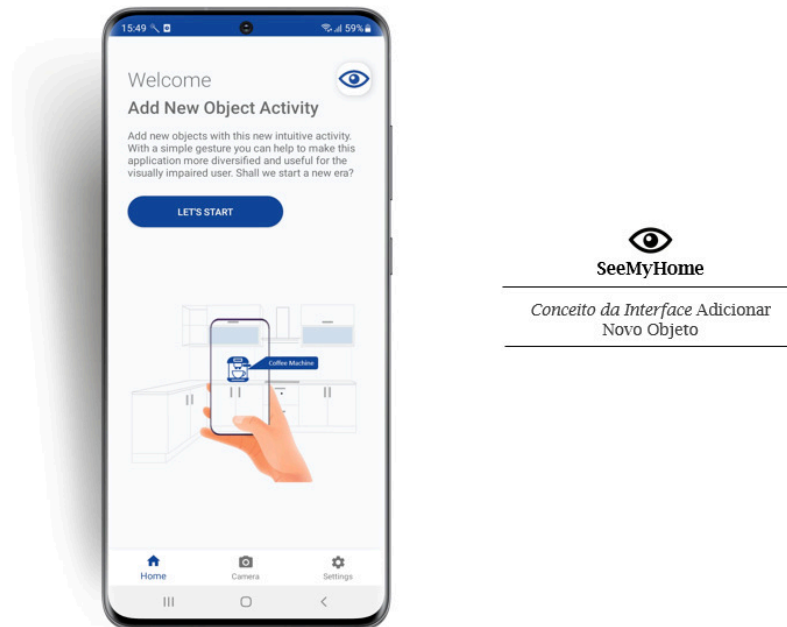 15:49
59%
Welcome
Add New Object Activity
Add new objects with this new intuitive activity.
With a simple gesture you can help to make this
application more diversified and useful for the
visually impaired user. Shall we start a new era?
LET'S START
Coffee Machine
Home
Camera
Settings
SeeMyHome
Conceito da Interface Adicionar
Novo Objeto